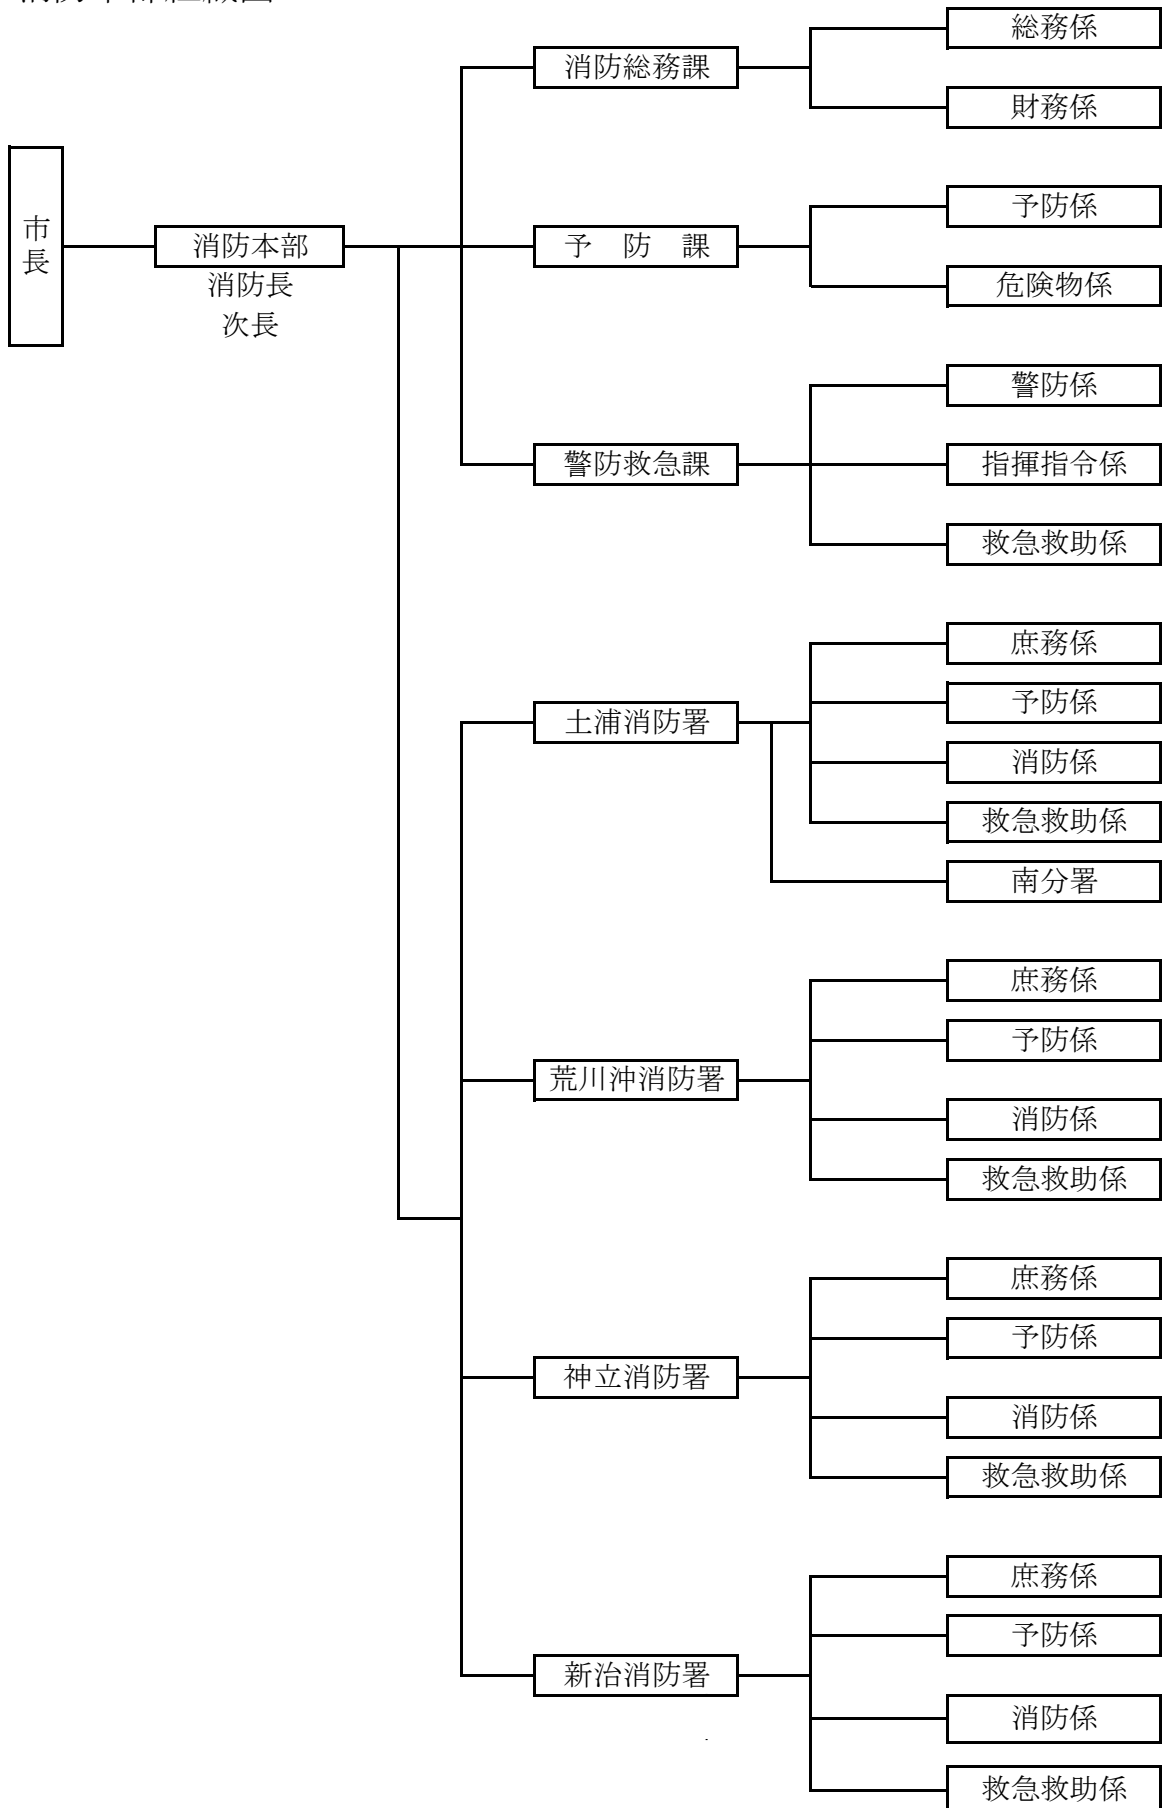 総務係
消防総務課
財務係
市長
予防係
消防本部
予　防　課
消防長
危険物係
次長
警防係
警防救急課
指揮指令係
救急救助係
庶務係
予防係
土浦消防署
消防係
救急救助係
南分署
庶務係
予防係
荒川沖消防署
消防係
救急救助係
庶務係
予防係
神立消防署
消防係
救急救助係
庶務係
予防係
新治消防署
消防係
救急救助係